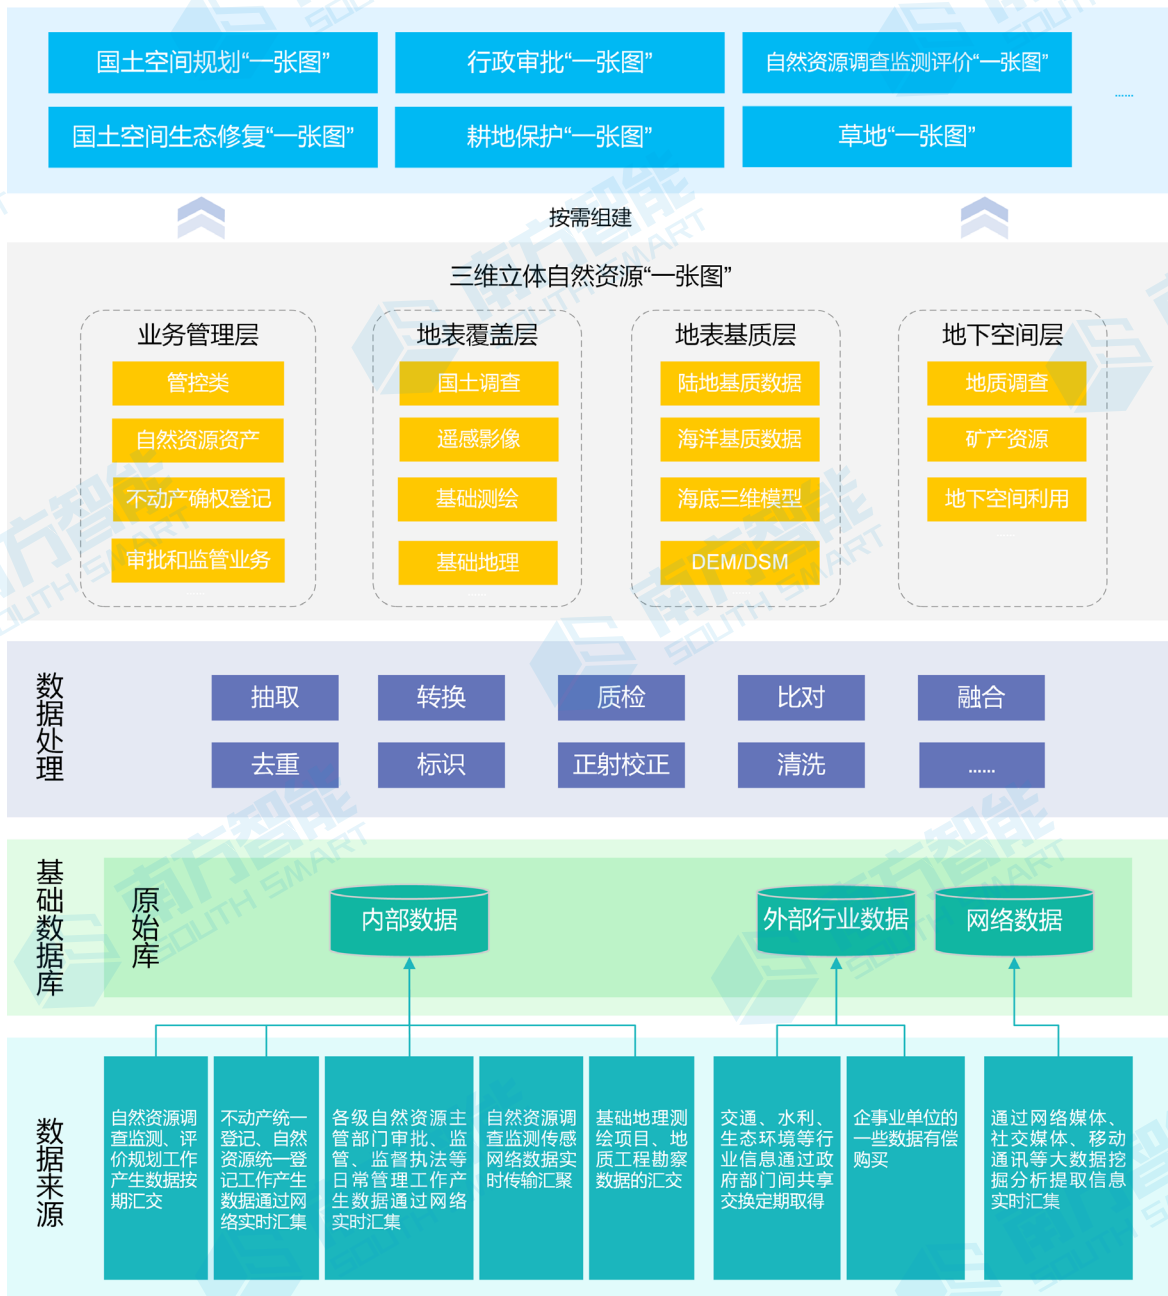 国土空间规划“一张图”
行政审批“一张图”
自然资源调查监测评价“一张图”
国土空间生态修复“一张图”
耕地保护“一张图”
草地“一张图”
......
按需组建
三维立体自然资源“一张图”
业务管理层
管控类
自然资源资产
不动产确权登记
审批和监管业务
......
地表覆盖层
国土调查
遥感影像
基础测绘
基础地理
......
地表基质层
陆地基质数据
海洋基质数据
海底三维模型
DEM/DSM
......
地下空间层
地质调查
矿产资源
地下空间利用
......
数据处理
抽取
转换
质检
比对
融合
去重
标识
正射校正
清洗
......
基础数据库
原始库
内部数据
外部行业数据
网络数据
数据来源
自然资源调
查监测、评
价规划工作
产生数据按
期汇交
不动产统一
登记、自然
资源统一登
记工作产生
数据通过网
络实时汇集
各级自然资源主
管部门审批、监
管、监督执法等
日常管理工作产
生数据通过网络
实时汇集
自然资源调
查监测传感
网络数据实
时传输汇聚
基础地理测
绘项目、地
质工程勘察
数据的汇交
交通、水利、
生态环境等行
业信息通过政
府部门间共享
交换定期取得
企事业单位的
一些数据有偿
购买
通过网络媒体、
社交媒体、移动
通讯等大数据挖
掘分析提取信息
实时汇集
南方智能
SOUTH SMART